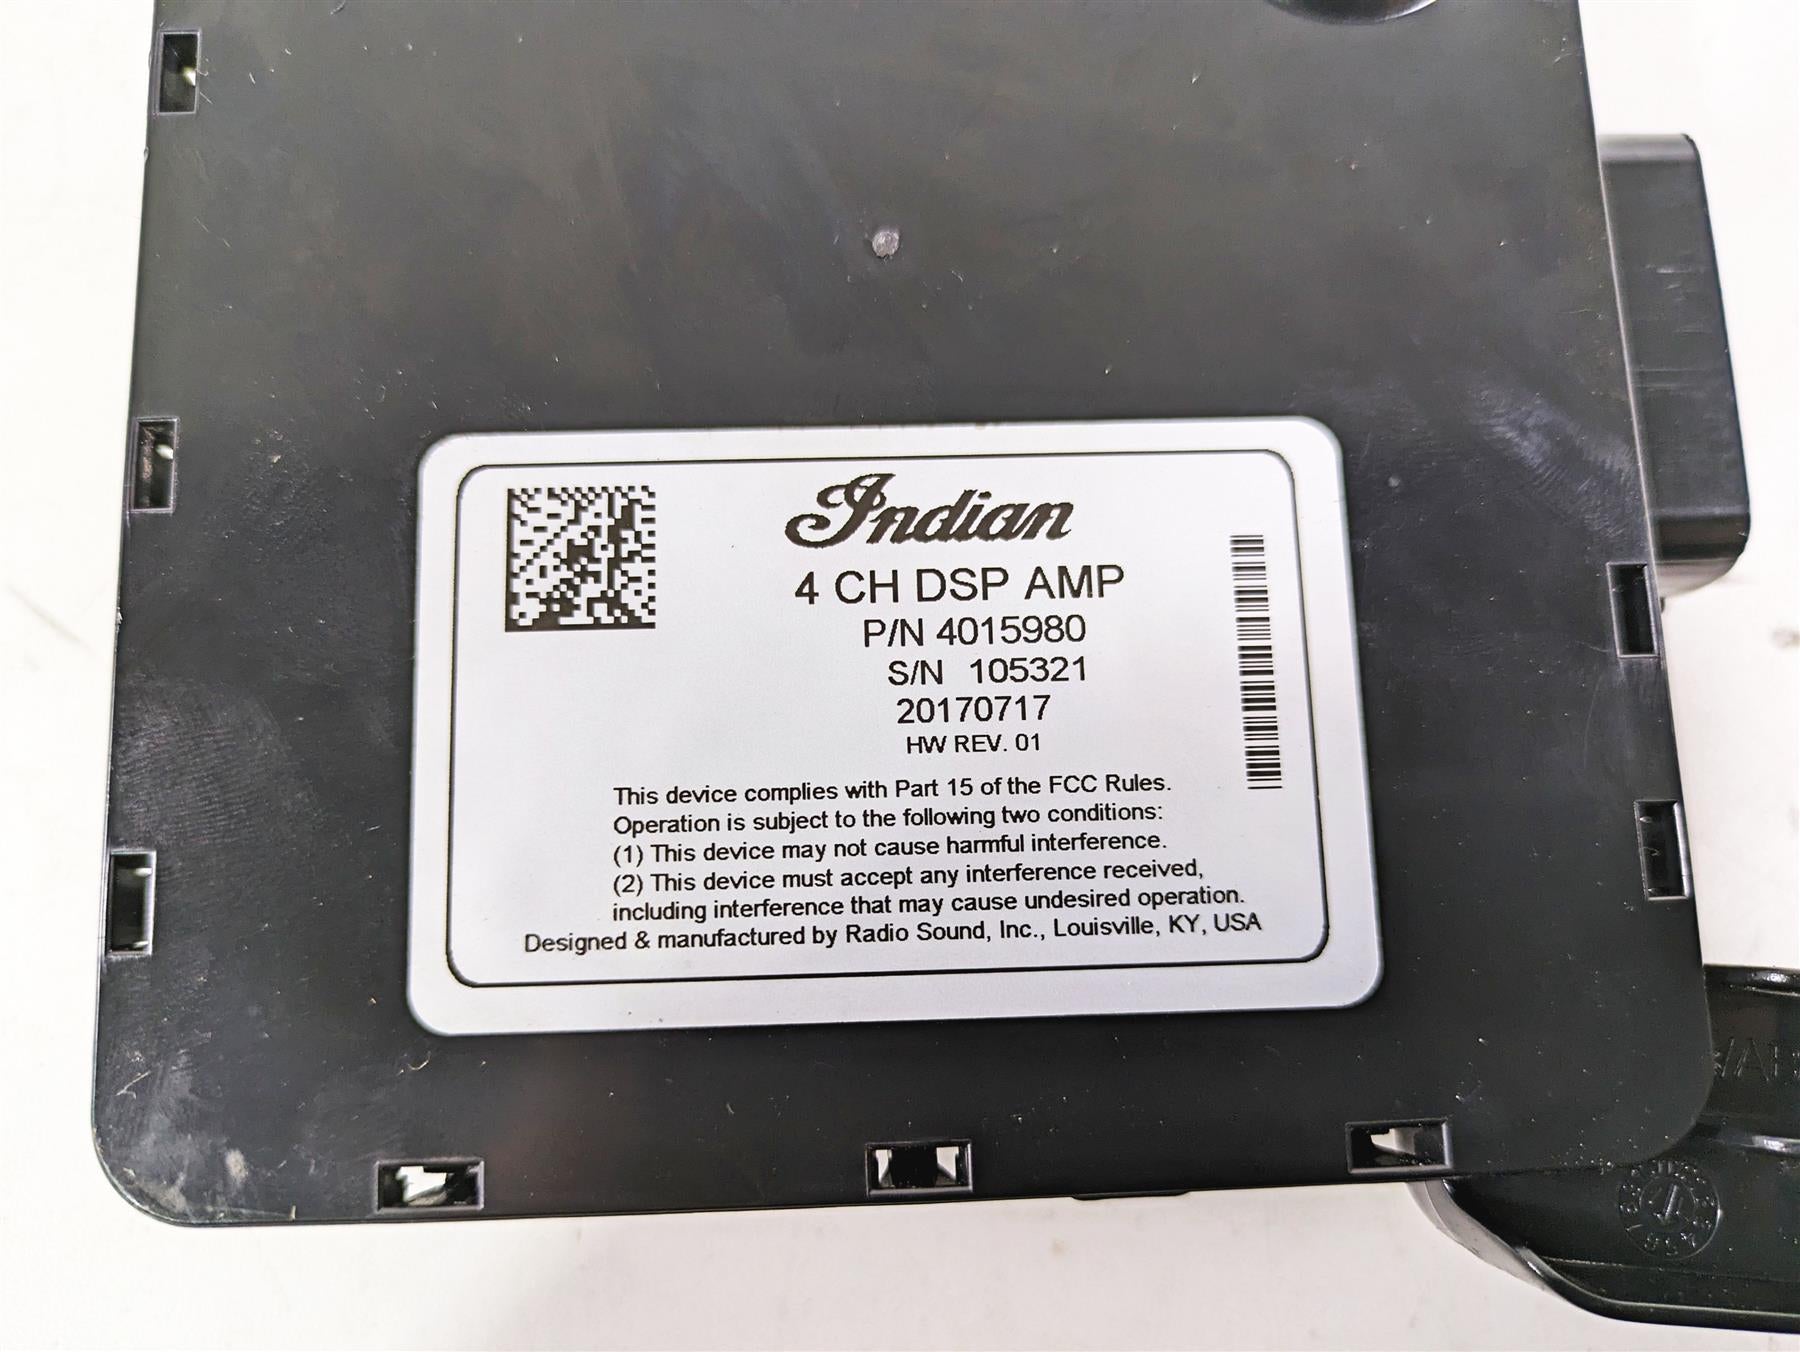 Indian
4 CH DSP AMP
P/N 4015980
S/N 105321
20170717
HW REV. 01
This device complies with Part 15 of the FCC Rules.
Operation is subject to the following two conditions:
(1) This device may not cause harmful interference.
(2) This device must accept any interference received,
including interference that may cause undesired operation.
Designed & manufactured by Radio Sound, Inc., Louisville, KY, USA